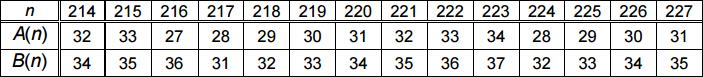 n 214 215 216 217 218 219 220 221 222 223 224 225 226 227
A(n) 32 33 27 28 29 30 31 32 33 34 28 29 30 31
B(n) 34 35 36 31 32 33 34 35 36 37 32 33 34 35